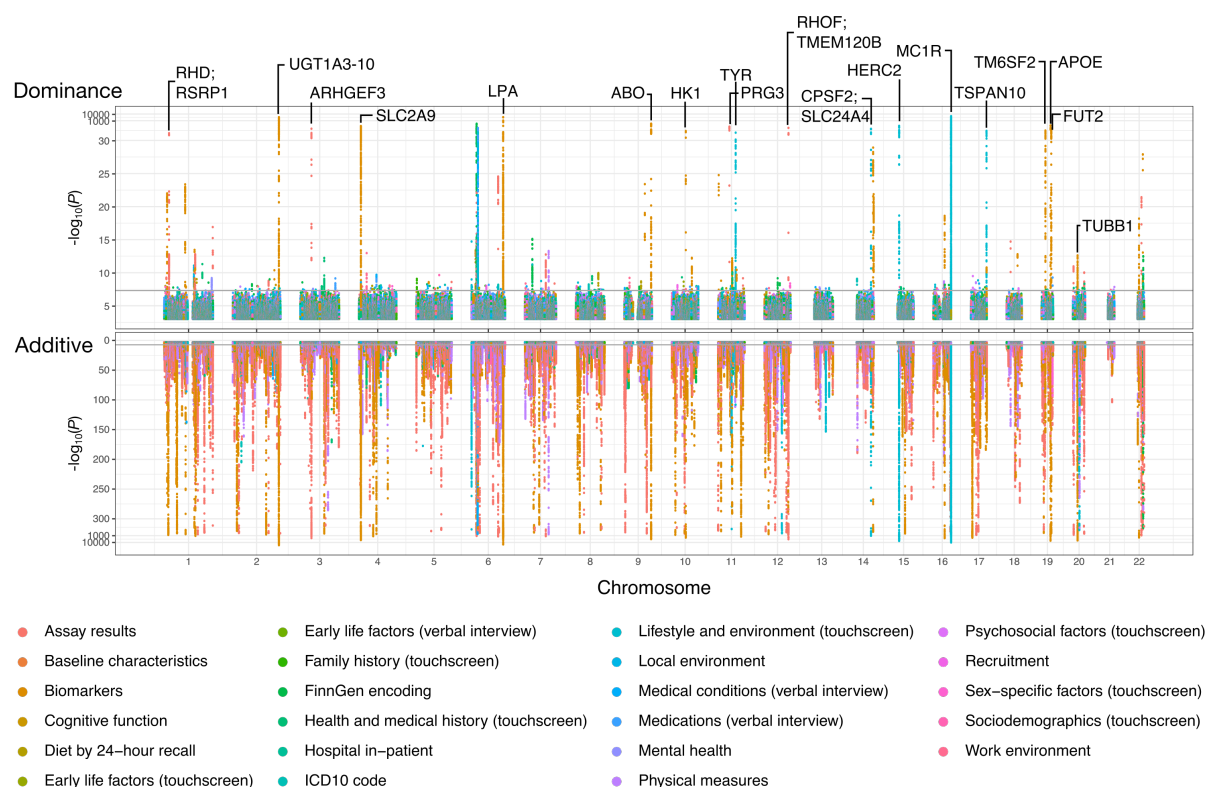 RHOF;
TMEM120B
MC1R
UGT1A3-10
TM6SF2
APOE
RHD;
RSRP1
HERC2
TYR
Dominance
ARHGEF3
LPA
ABO
HK1
PRG3
CPSF2;
SLC24A4
TSPAN10
SLC2A9
FUT2
10000
1000
30
25
20
15
10
5
-log10(P)
TUBB1
Additive
0
50
100
150
200
250
300
1000
10000
-log10(P)
1 2 3 4 5 6 7 8 9 10 11 12 13 14 15 16 17 18 19 20 21 22
Chromosome
Assay results
Baseline characteristics
Biomarkers
Cognitive function
Diet by 24−hour recall
Early life factors (touchscreen)
Early life factors (verbal interview)
Family history (touchscreen)
FinnGen encoding
Health and medical history (touchscreen)
Hospital in−patient
ICD10 code
Lifestyle and environment (touchscreen)
Local environment
Medical conditions (verbal interview)
Medications (verbal interview)
Mental health
Physical measures
Psychosocial factors (touchscreen)
Recruitment
Sex−specific factors (touchscreen)
Sociodemographics (touchscreen)
Work environment